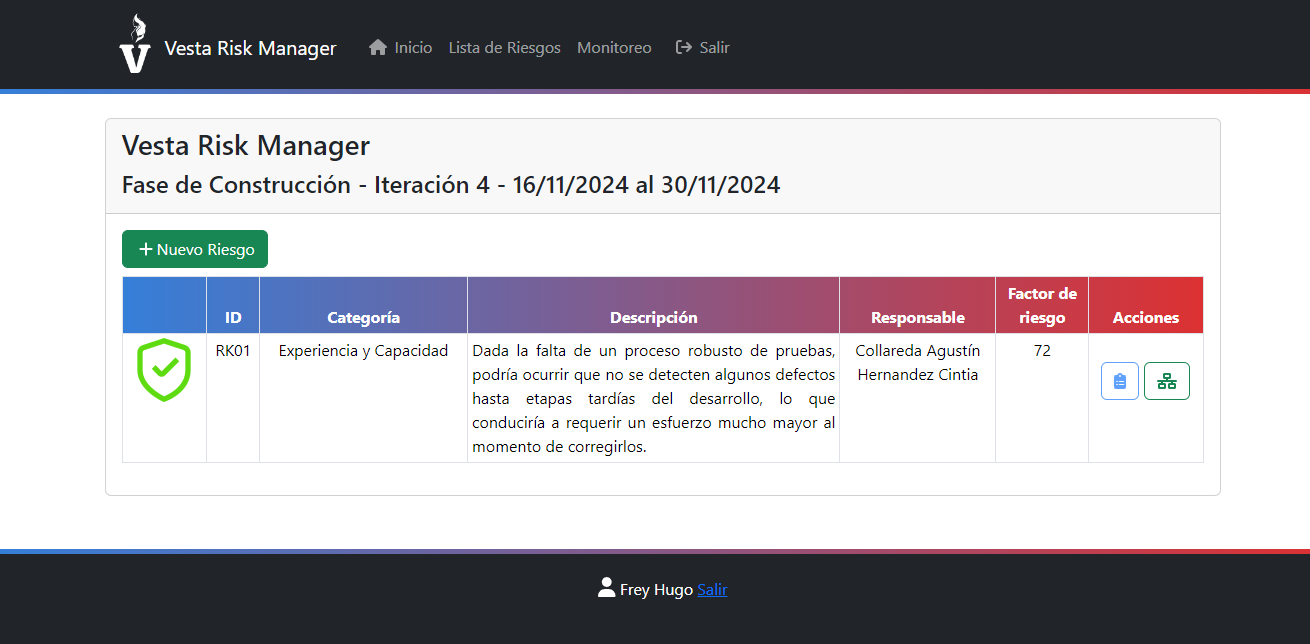 V
Vesta Risk Manager
Inicio
Lista de Riesgos
Monitoreo
Salir
Vesta Risk Manager
Fase de Construcción - Iteración 4 - 16/11/2024 al 30/11/2024
+ Nuevo Riesgo
ID
Categoría
Descripción
Responsable
Factor de
riesgo
Acciones
RK01
Experiencia y Capacidad
Dada la falta de un proceso robusto de pruebas,
podría ocurrir que no se detecten algunos defectos
hasta etapas tardías del desarrollo, lo que
conduciría a requerir un esfuerzo mucho mayor al
momento de corregirlos.
Collareda Agustín
Hernandez Cintia
72
Frey Hugo Salir